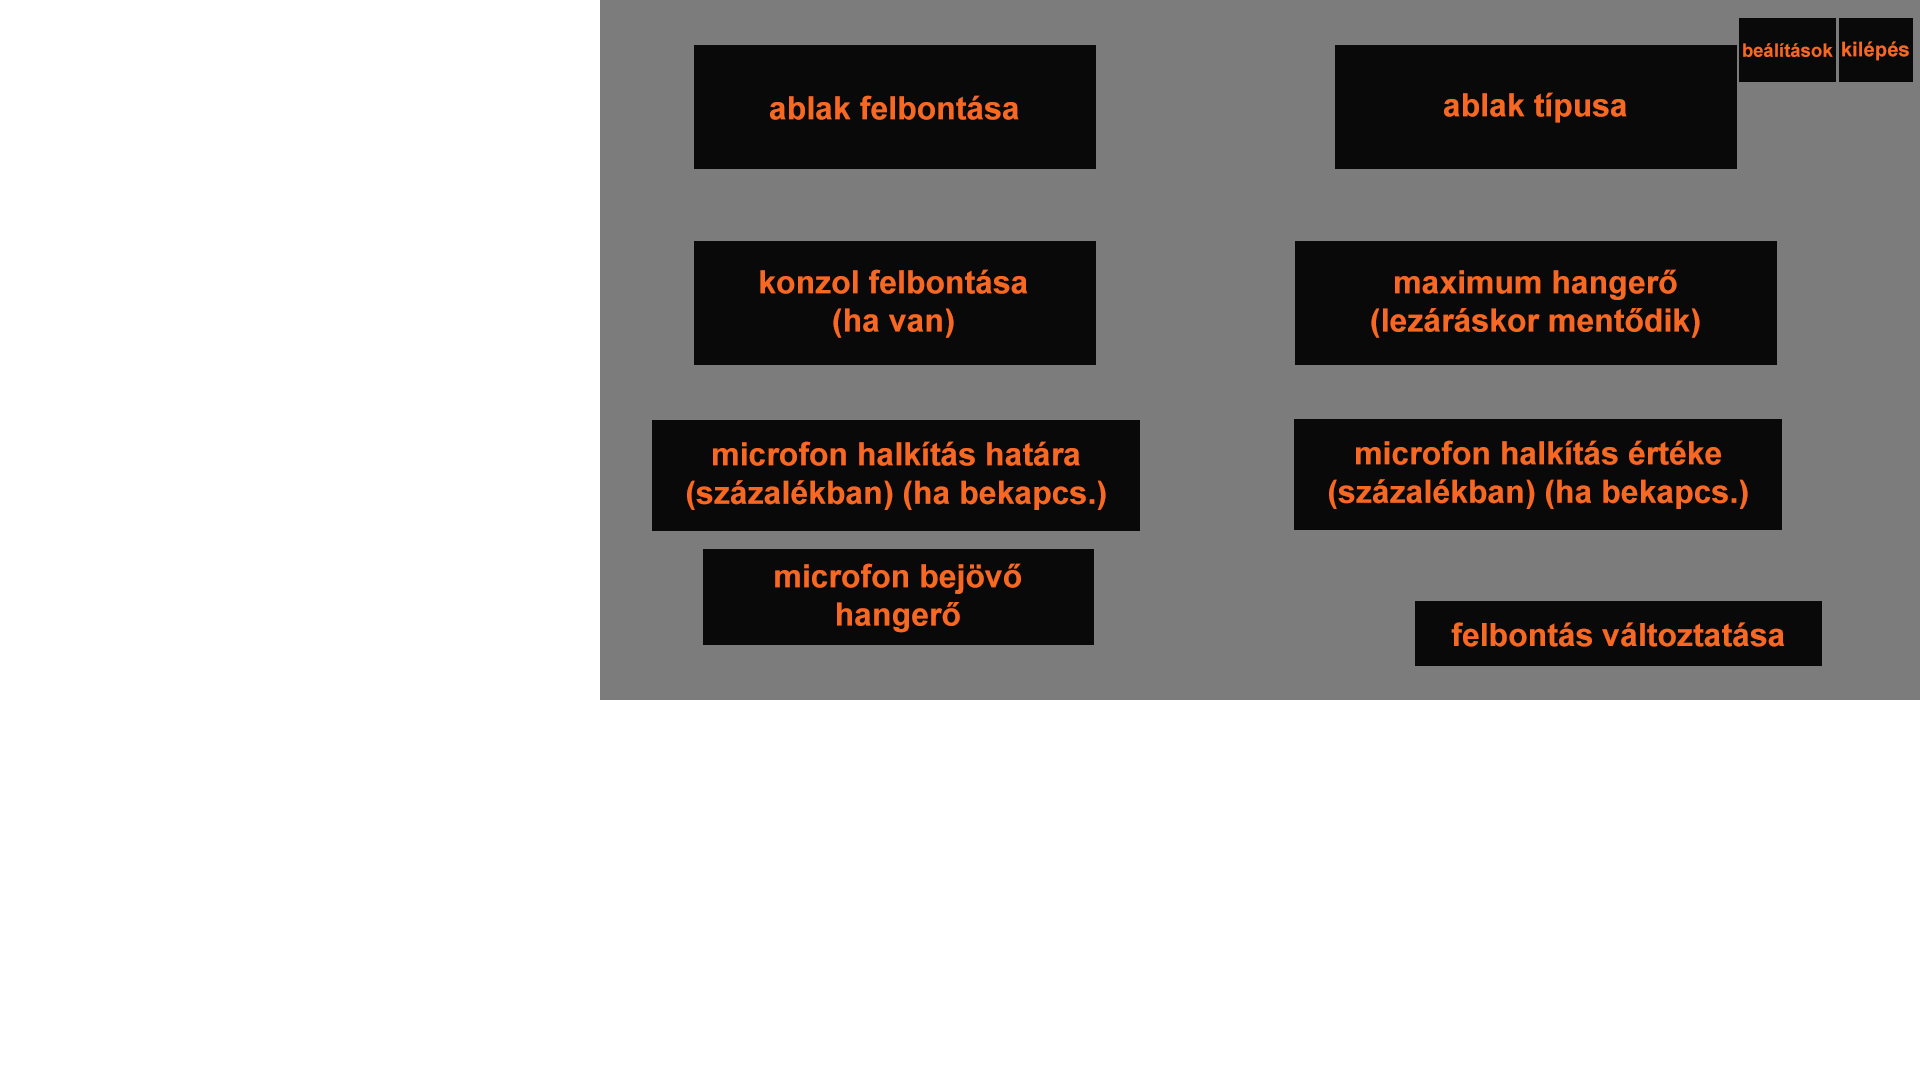 beálítások kilépés
ablak felbontása
ablak típusa
konzol felbontása
(ha van)
maximum hangerő
(lezáráskor mentődik)
microfon halkítás határa
(százalékban) (ha bekapcs.)
microfon halkítás értéke
(százalékban) (ha bekapcs.)
microfon bejövő
hangerő
felbontás változtatása